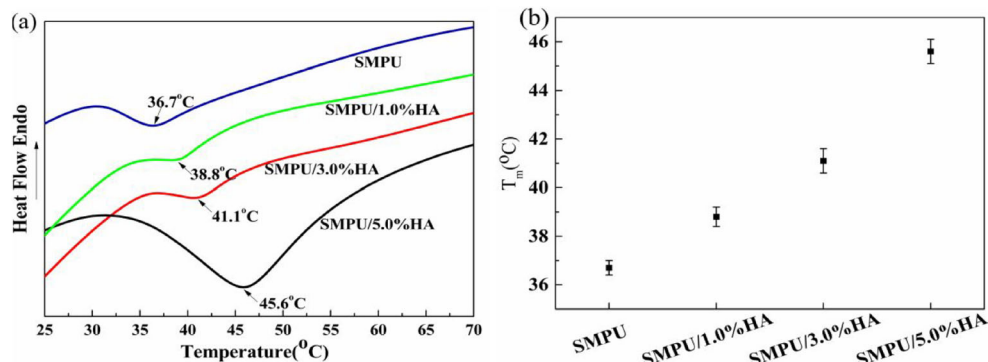 (a)
Heat Flow Endo
SMPU
36.7°C
SMPU/1.0%HA
38.8°C
SMPU/3.0%HA
41.1°C
SMPU/5.0%HA
45.6°C
25 30 35 40 45 50 55 60 65 70
Temperature(°C)
(b)
Tm(°C)
46
44
42
40
38
36
SMPU
SMPU/1.0%HA
SMPU/3.0%HA
SMPU/5.0%HA